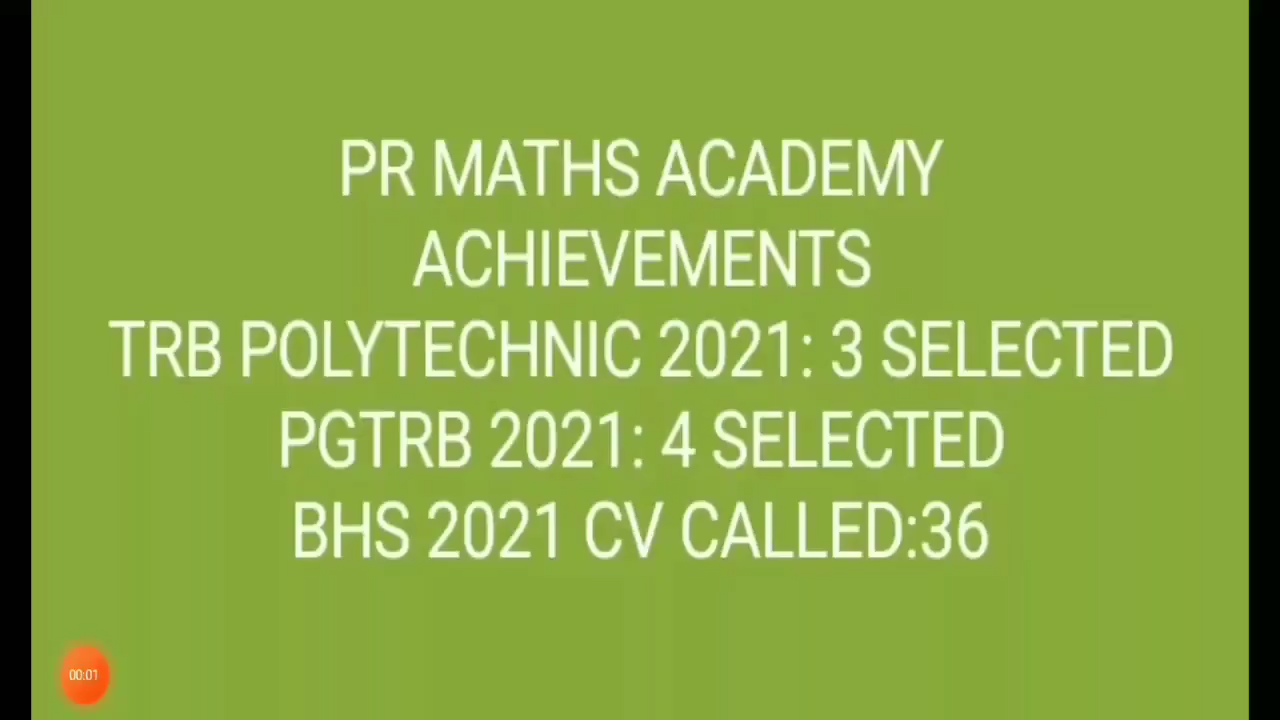 PR MATHS ACADEMY
ACHIEVEMENTS
TRB POLYTECHNIC 2021: 3 SELECTED
PGTRB 2021: 4 SELECTED
BHS 2021 CV CALLED:36
00:01